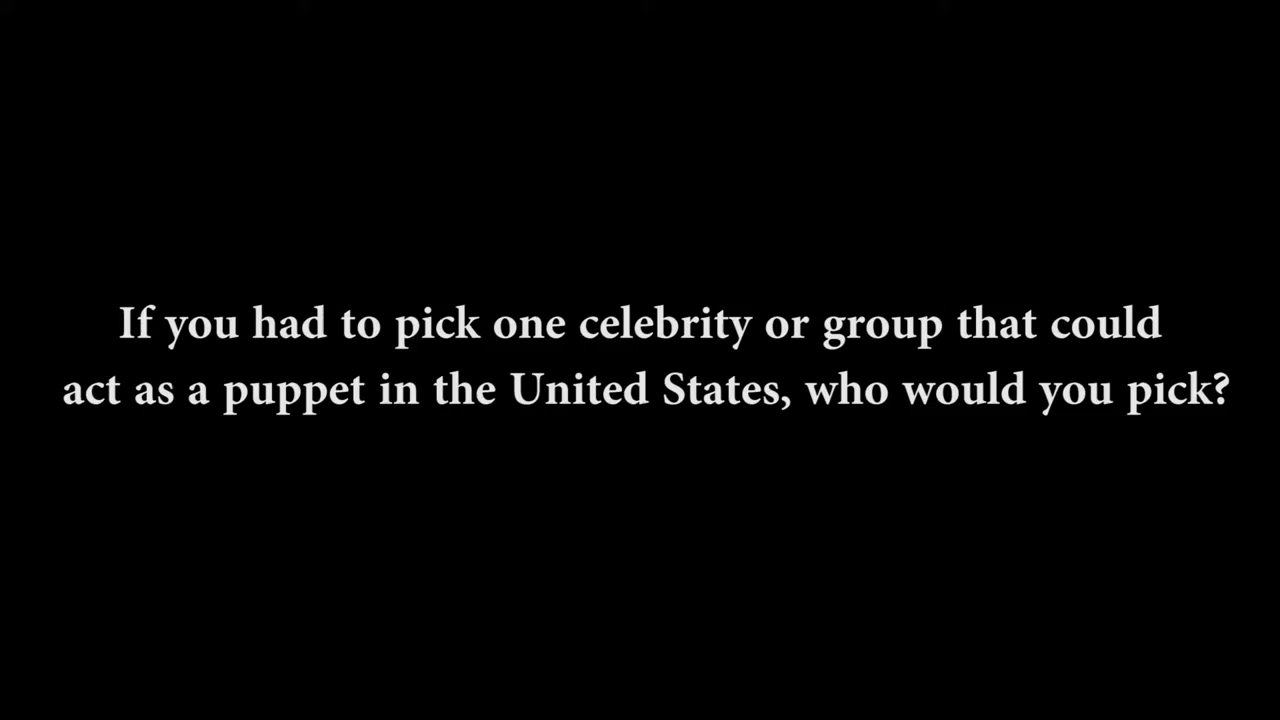 If you had to pick one celebrity or group that could
act as a puppet in the United States, who would you pick?